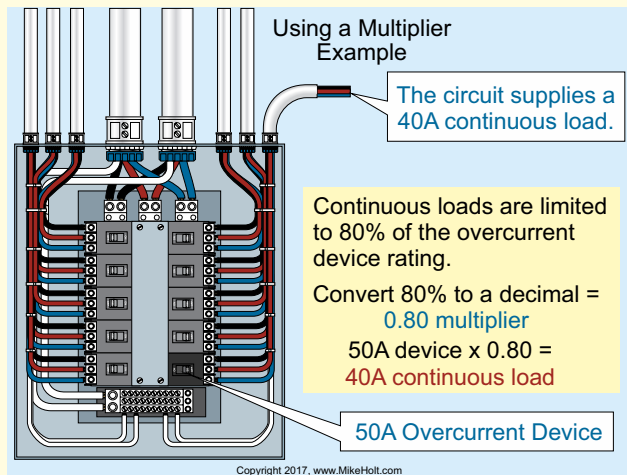 Using a Multiplier
Example
The circuit supplies a
40A continuous load.
Continuous loads are limited
to 80% of the overcurrent
device rating.
Convert 80% to a decimal =
0.80 multiplier
50A device x 0.80 =
40A continuous load
50A Overcurrent Device
Copyright 2017, www.MikeHolt.com